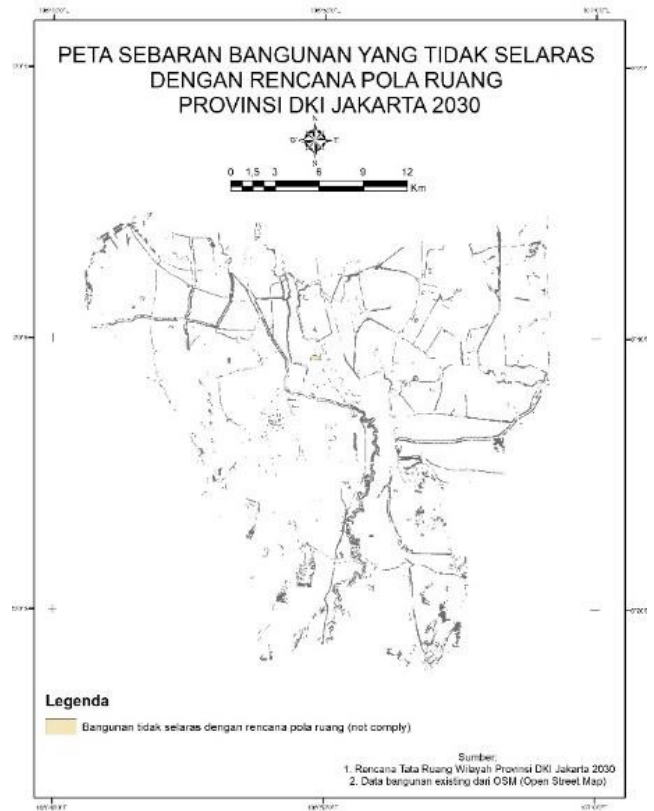 PETA SEBARAN BANGUNAN YANG TIDAK SELARAS
DENGAN RENCANA POLA RUANG
PROVINSI DKI JAKARTA 2030
N
0 1,5 3 6 9 12
Km
Legenda
Bangunan tidak selaras dengan rencana pola ruang (not comply)
Sumber:
1. Rencana Tata Ruang Wilayah Provinsi DKI Jakarta 2030
2. Data bangunan existing dari OSM (Open Street Map)